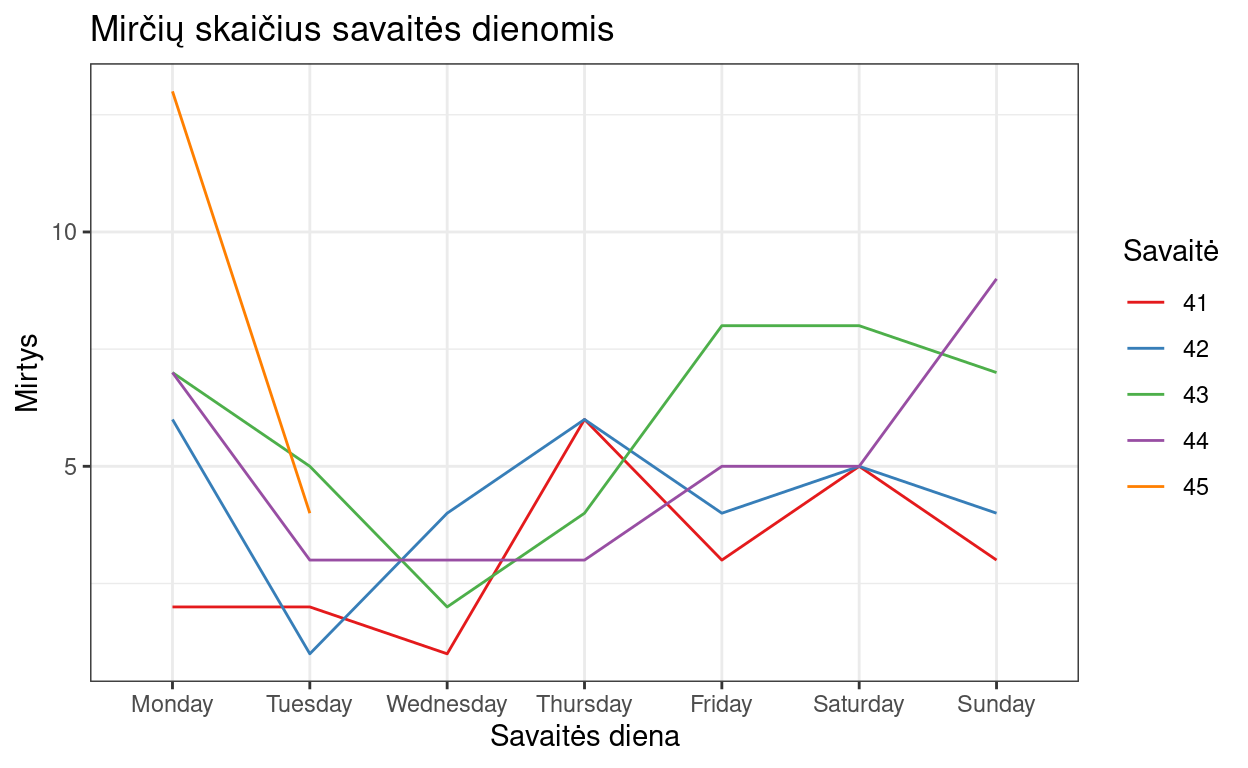 Mirčių skaičius savaitės dienomis
Mirtys
10
5
Monday Tuesday Wednesday Thursday Friday Saturday Sunday
Savaitės diena
Savaitė
41
42
43
44
45